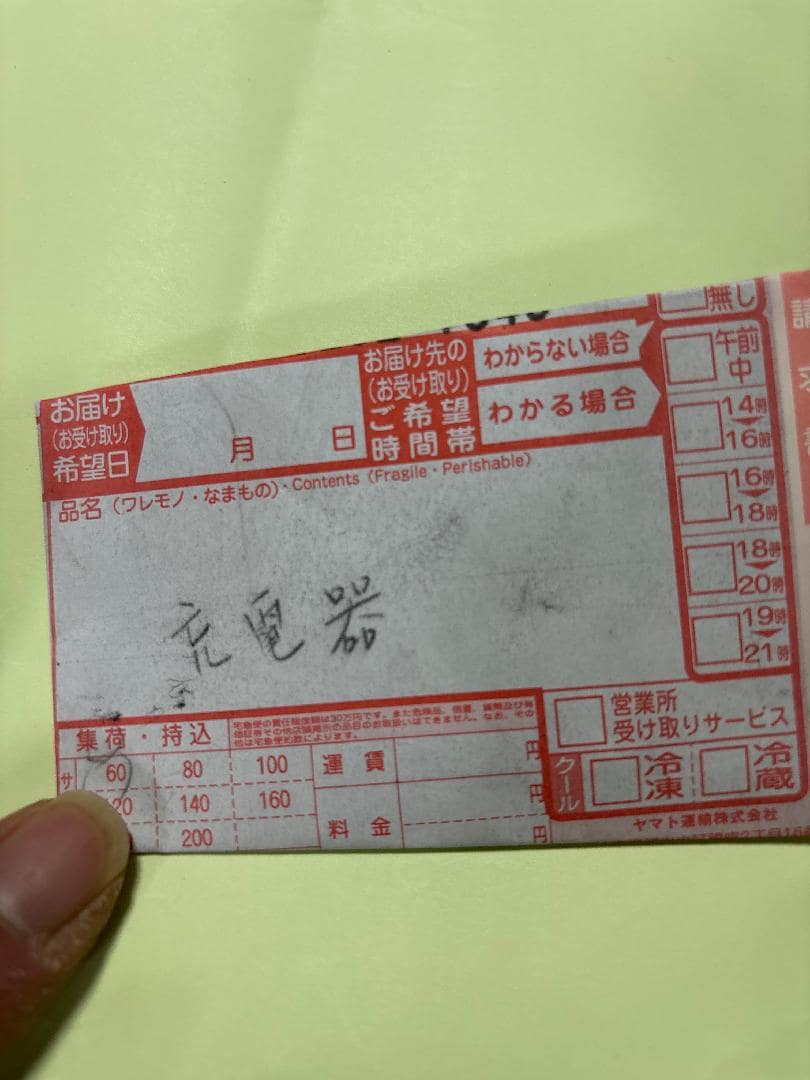 無し
お届け
(お受け取り)
希望日
月 日
お届け先の
(お受け取り)
ご希望
時間帯
わからない場合
わかる場合
午前
中
14時
16時
16時
18時
18時
20時
19時
21時
品名(ワレモノ・なまもの)・Contents(Fragile・Perishable)
充電器
集荷・持込
サ
60 80 100
20 140 160
200
運賃
円
料金
円
円
営業所
受け取りサービス
クール
冷凍
冷蔵
ヤマト運輸株式会社